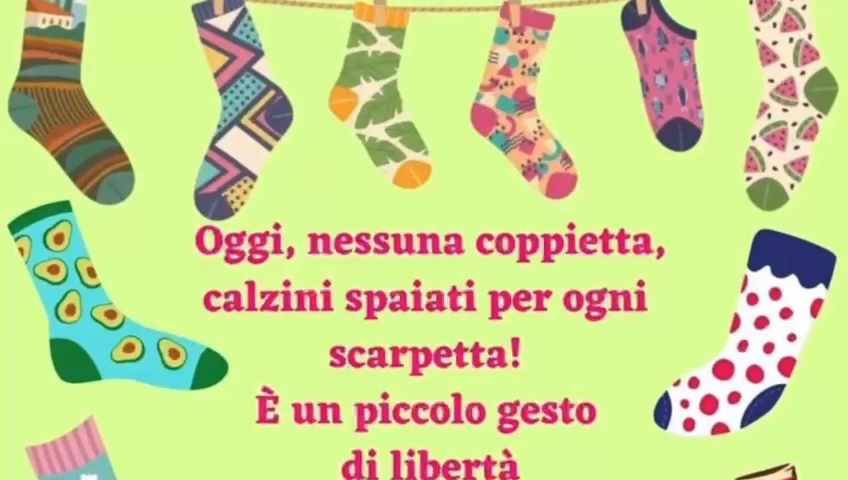 Oggi, nessuna coppietta,
calzini spaiati per ogni
scarpetta!
È un piccolo gesto
di libertà